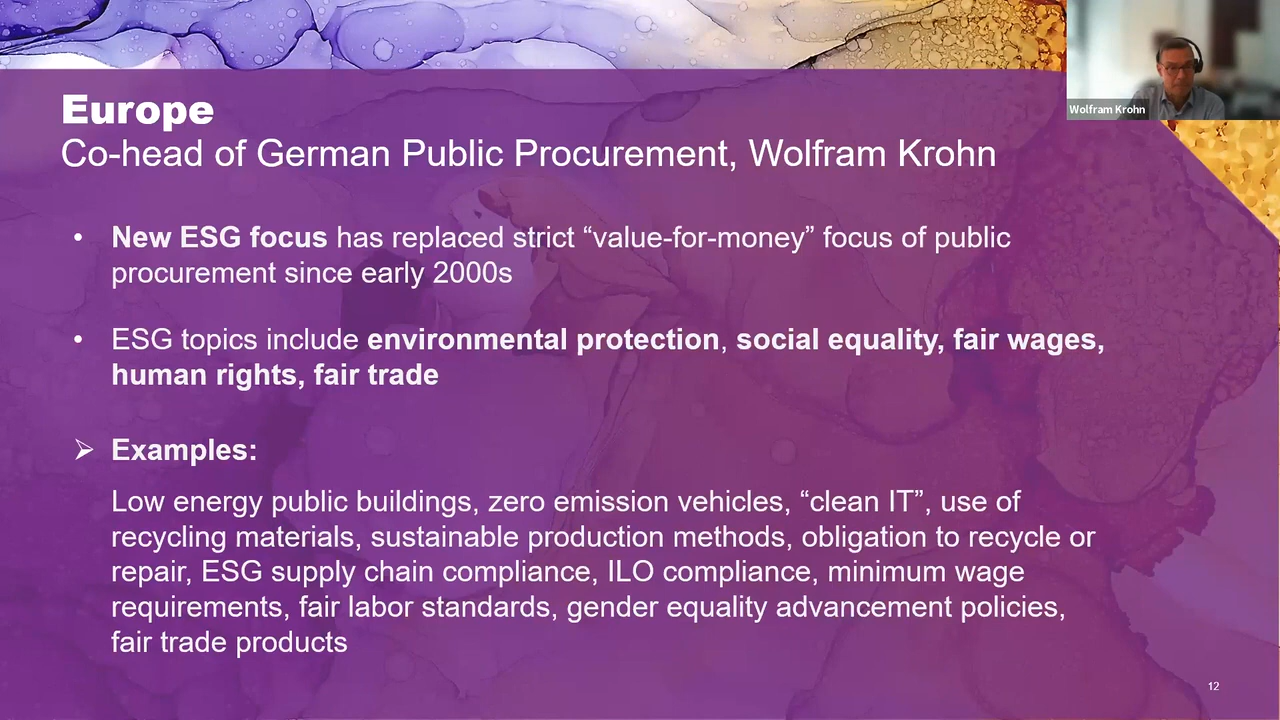 Wolfram Krohn
Europe
Co-head of German Public Procurement, Wolfram Krohn
• New ESG focus has replaced strict “value-for-money” focus of public
procurement since early 2000s
• ESG topics include environmental protection, social equality, fair wages,
human rights, fair trade
➢ Examples:
Low energy public buildings, zero emission vehicles, “clean IT”, use of
recycling materials, sustainable production methods, obligation to recycle or
repair, ESG supply chain compliance, ILO compliance, minimum wage
requirements, fair labor standards, gender equality advancement policies,
fair trade products
12